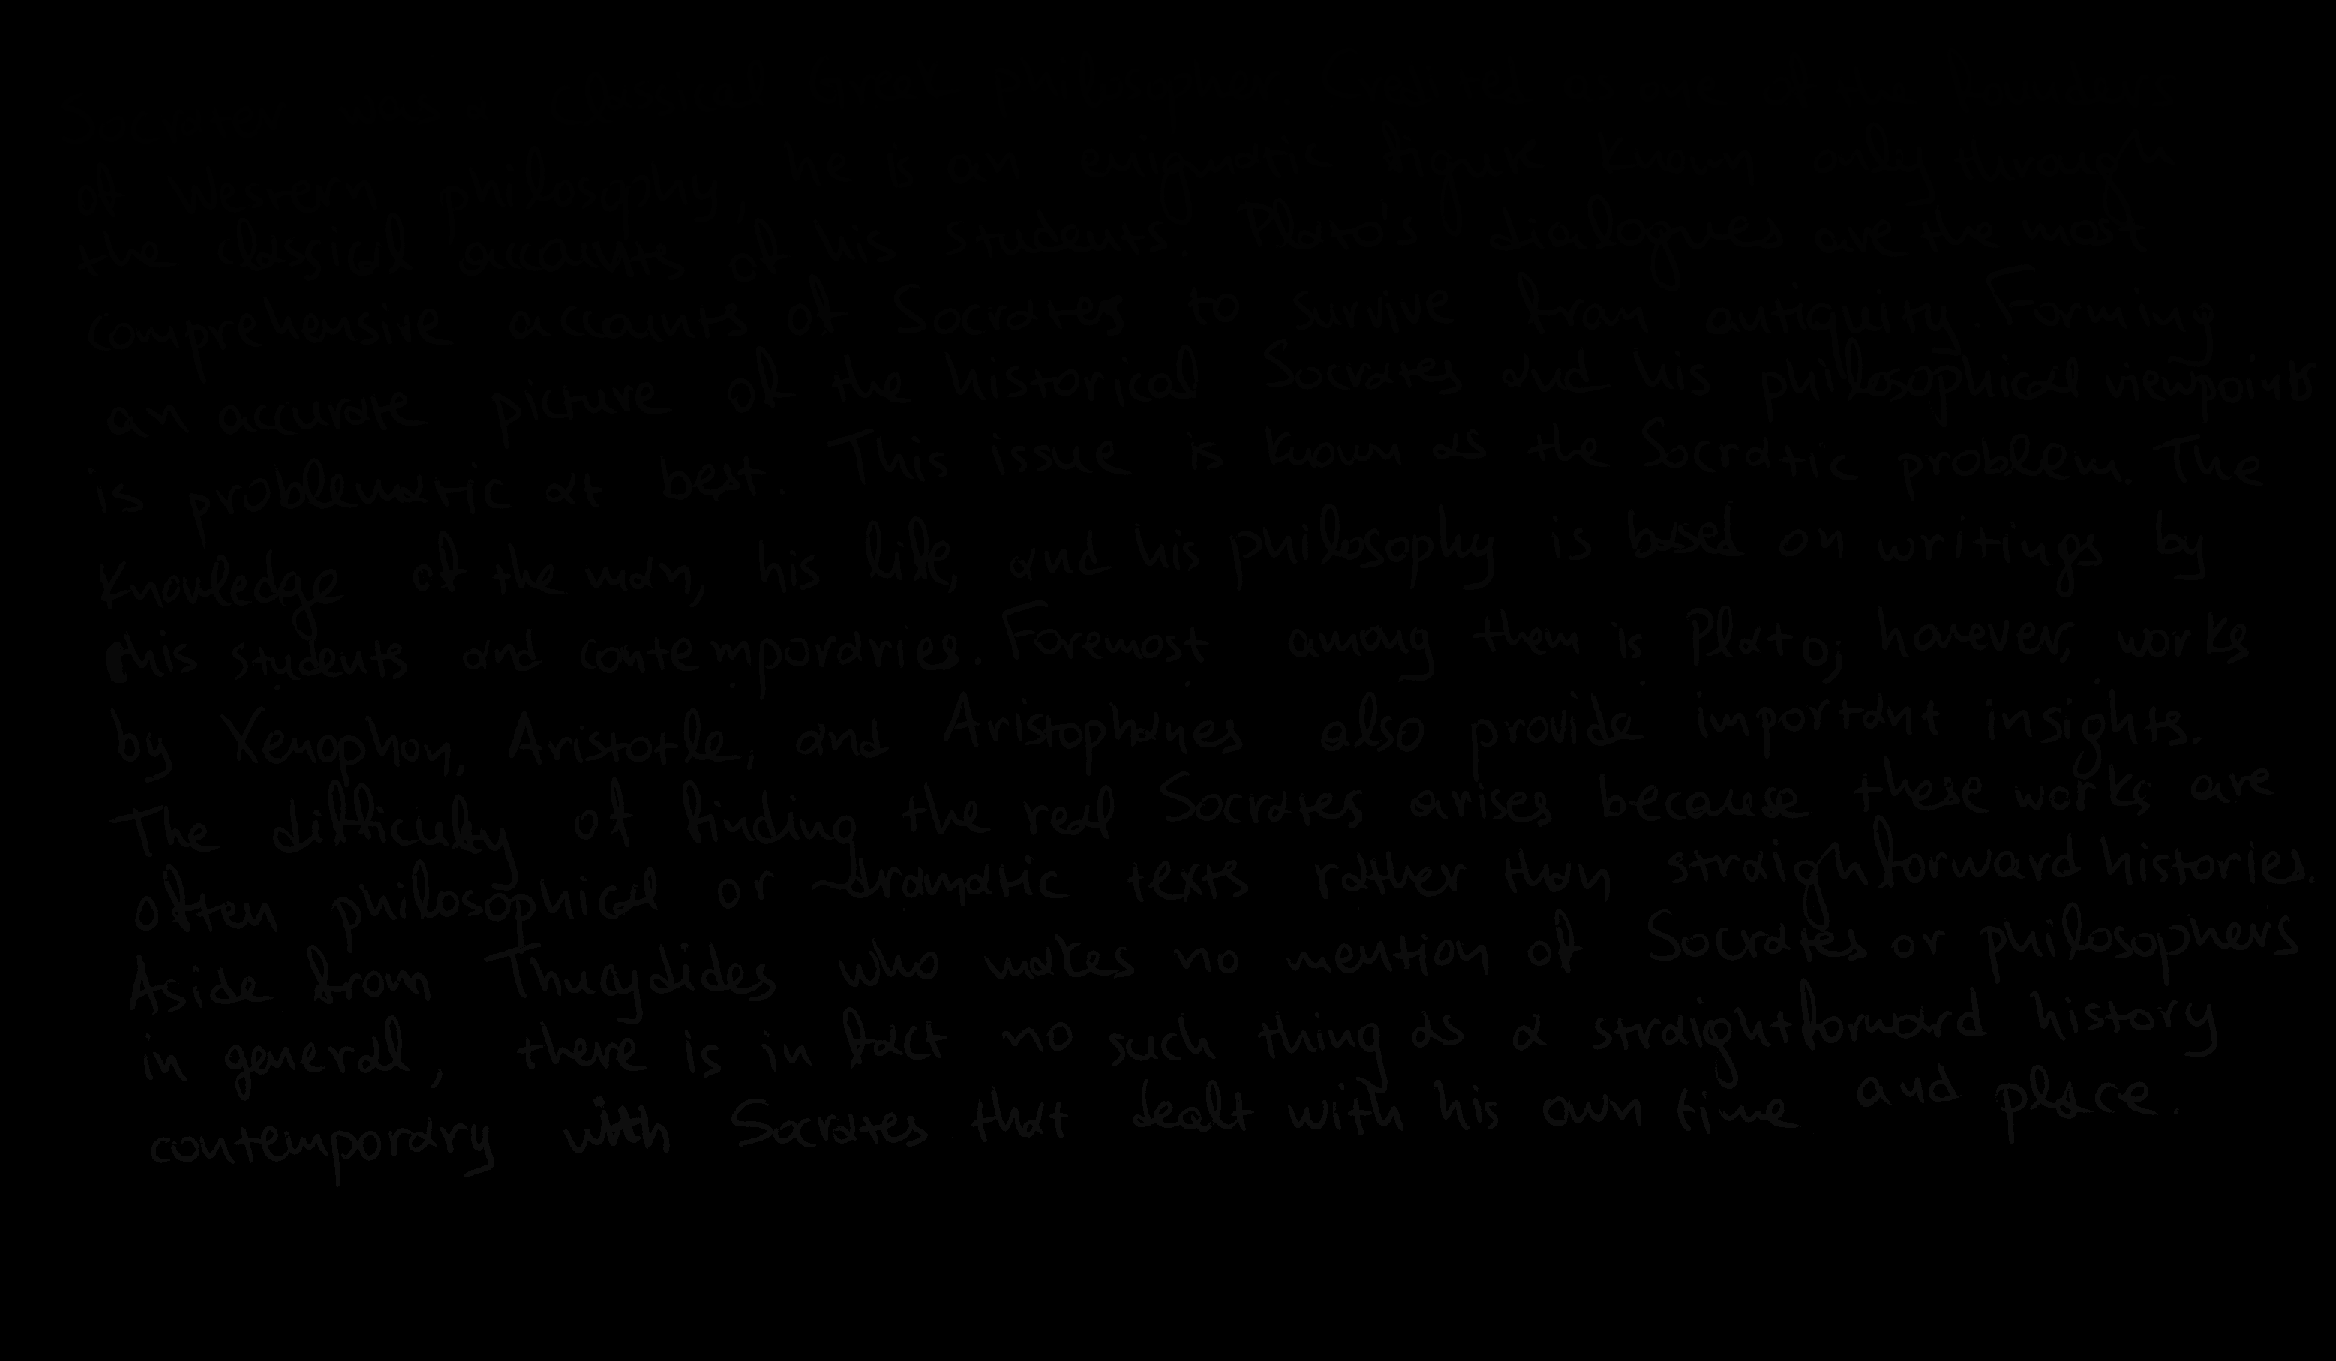 Socrates was a classical Greek philosopher Credited as one of the founders
of Western philosophy, he is an enigmatic figure known only through
the classical accounts of his students. Plato's dialogues are the most
comprehensive accounts of Socrates to survive from antiquity. Forming
an accurate picture of the historical Socrates and his philosophical viewpoints
is problematic at best. This issue is known as the Socratic problem. The
knowledge of the man, his life, and his philosophy is based on writings by
his students and contemporaries. Foremost among them is Plato; however, works
by Xenophon, Aristotle, and Aristophanes also provide important insights.
The difficulty of finding the real Socrates arises because these works are
often philosophical or dramatic texts rather than straighforward histories.
Aside from Thucydides who makes no mention of Socrates or philosophers
in general, there is in fact no such thing as a straightforward history
contemporary with Socrates that dealt with his own time and place.